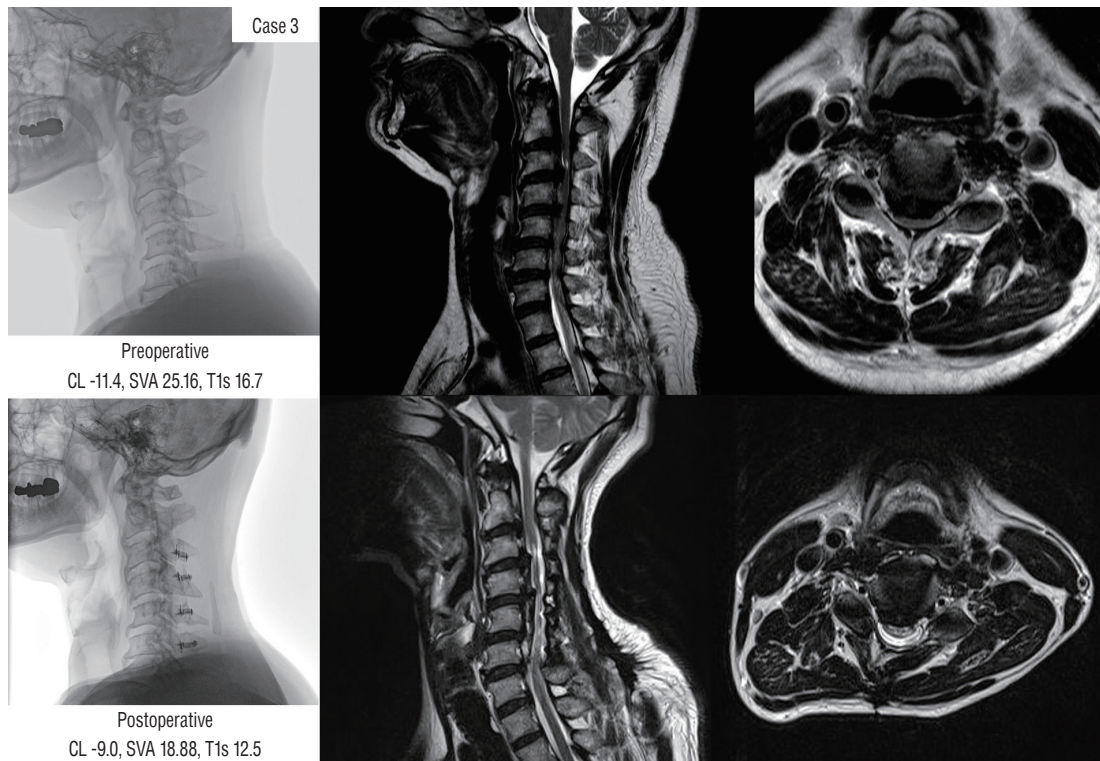 Case 3
Preoperative
CL -11.4, SVA 25.16, T1s 16.7
Postoperative
CL -9.0, SVA 18.88, T1s 12.5